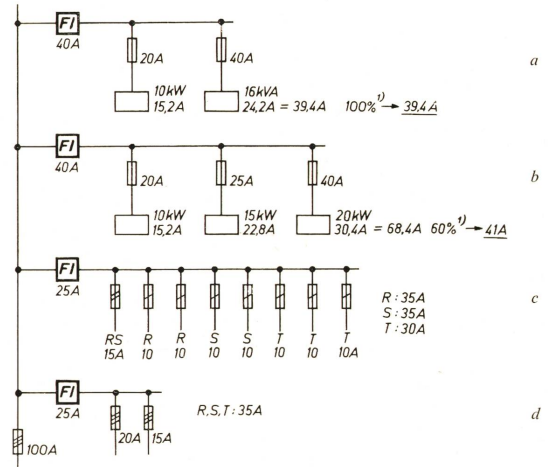 FI
40A
20A
40A
10kW
15,2A
16kVA
24,2A = 39,4A 100% 1) → 39,4A
a
FI
40A
20A
25A
40A
10kW
15,2A
15kW
22,8A
20kW
30,4A = 68,4A 60% 1) → 41A
b
FI
25A
RS R R S S T T T
15A 10 10 10 10 10 10 10A
R : 35A
S : 35A
T : 30A
c
FI
25A
20A 15A
R,S,T : 35A
d
100A